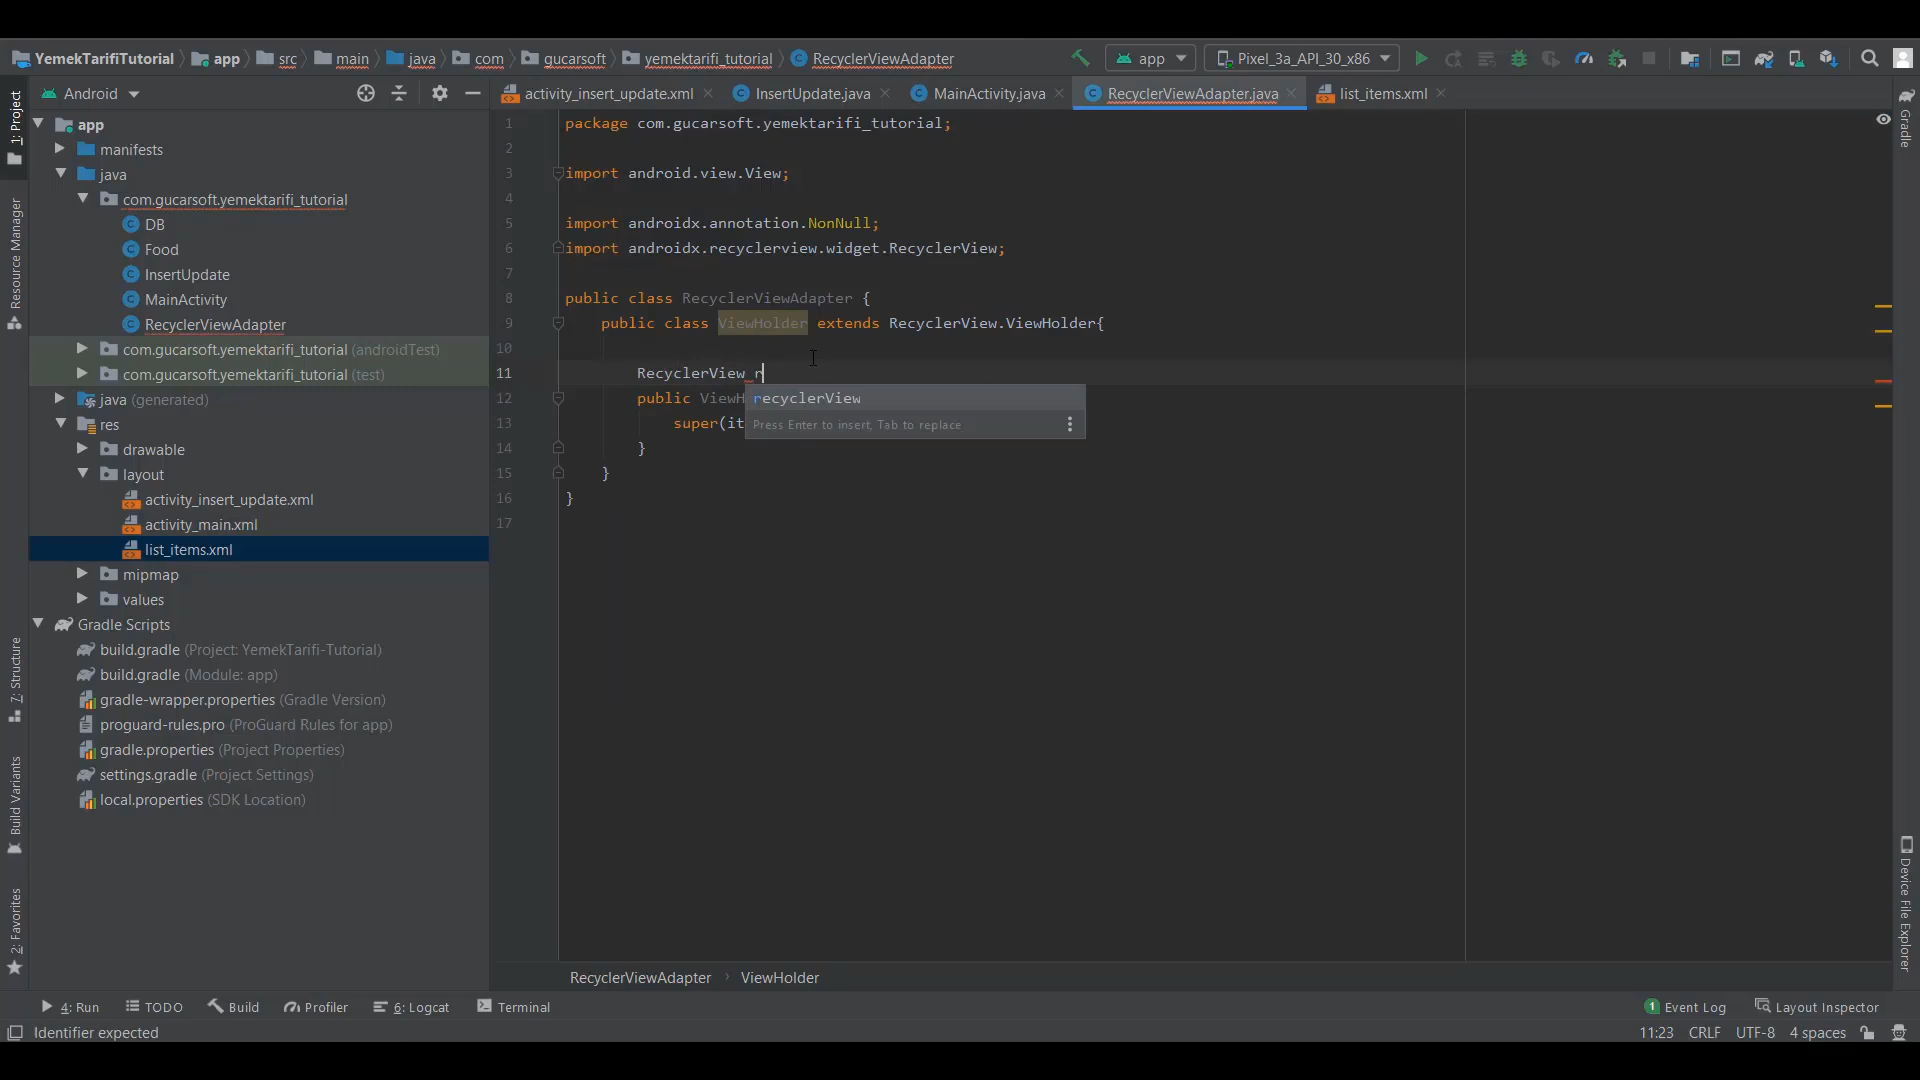 YemekTarifiTutorial app src main java com gucarsoft yemektarifi_tutorial RecyclerViewAdapter app Pixel_3a_API_30_x86
Android
activity_insert_update.xml InsertUpdate.java MainActivity.java RecyclerViewAdapter.java list_items.xml
1: Project
Resource Manager
7: Structure
Build Variants
2: Favorites
app
manifests
java
com.gucarsoft.yemektarifi_tutorial
DB
Food
InsertUpdate
MainActivity
RecyclerViewAdapter
com.gucarsoft.yemektarifi_tutorial (androidTest)
com.gucarsoft.yemektarifi_tutorial (test)
java (generated)
res
drawable
layout
activity_insert_update.xml
activity_main.xml
list_items.xml
mipmap
values
Gradle Scripts
build.gradle (Project: YemekTarifi-Tutorial)
build.gradle (Module: app)
gradle-wrapper.properties (Gradle Version)
proguard-rules.pro (ProGuard Rules for app)
gradle.properties (Project Properties)
settings.gradle (Project Settings)
local.properties (SDK Location)
1 package com.gucarsoft.yemektarifi_tutorial;
2
3 import android.view.View;
4
5 import androidx.annotation.NonNull;
6 import androidx.recyclerview.widget.RecyclerView;
7
8 public class RecyclerViewAdapter {
9 public class ViewHolder extends RecyclerView.ViewHolder{
10
11 RecyclerView r
12 public ViewH
13 super(it
14 }
15 }
16 }
17
recyclerView
Press Enter to insert, Tab to replace
Gradle
Device File Explorer
RecyclerViewAdapter ViewHolder
4: Run TODO Build Profiler 6: Logcat Terminal 1 Event Log Layout Inspector
Identifier expected 11:23 CRLF UTF-8 4 spaces